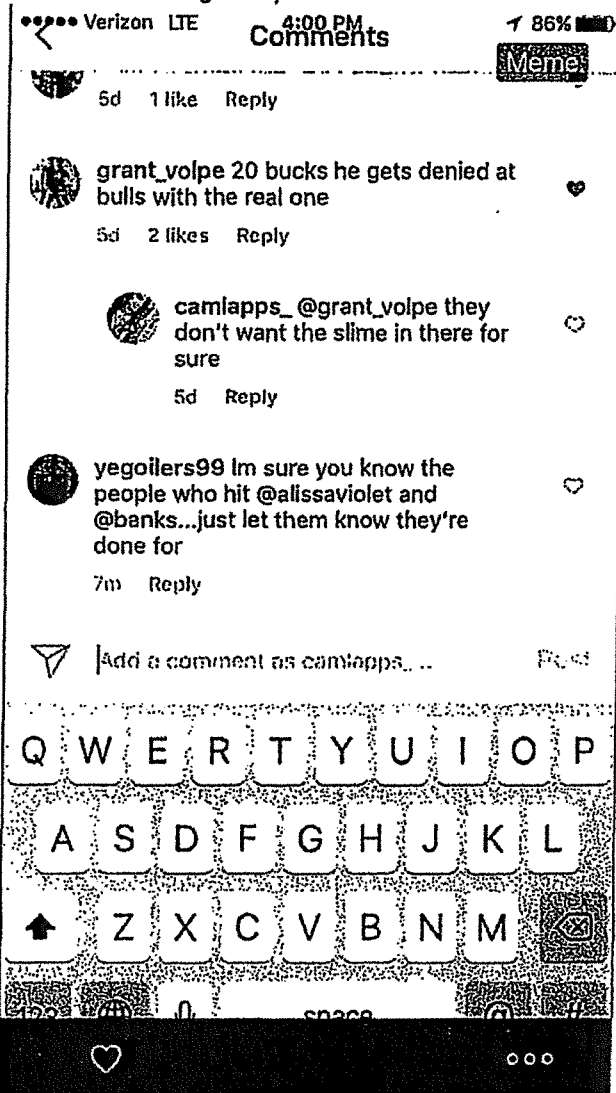 Verizon LTE 4:00 PM 86%
Comments
Meme
5d 1 like Reply
grant_volpe 20 bucks he gets denied at
bulls with the real one
5d 2 likes Reply
camlapps_ @grant_volpe they
don't want the slime in there for
sure
5d Reply
yegoilers99 Im sure you know the
people who hit @alissaviolet and
@banks...just let them know they're
done for
7m Reply
Add a comment as camlapps_...
Post
Q W E R T Y U I O P
A S D F G H J K L
Z X C V B N M
123 space @ #